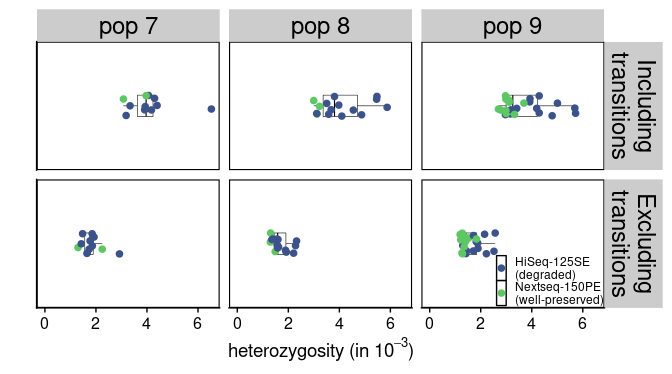 pop 7 pop 8 pop 9
Including
transitions
Excluding
transitions
HiSeq-125SE
(degraded)
Nextseq-150PE
(well-preserved)
0 2 4 6 0 2 4 6 0 2 4 6
heterozygosity (in 10⁻³)